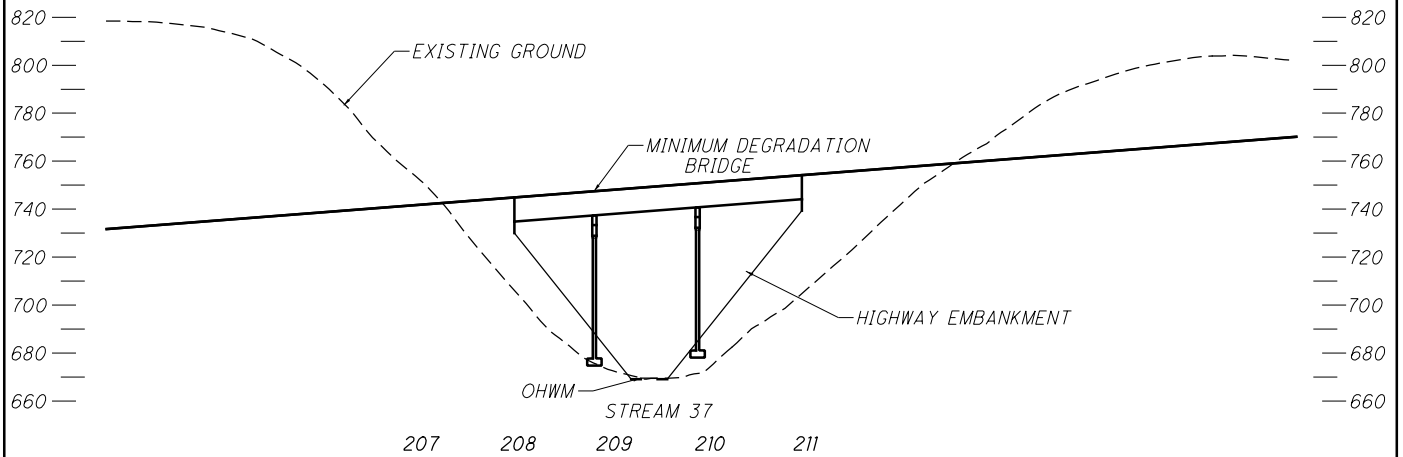 820 820
EXISTING GROUND
800 800
780 780
MINIMUM DEGRADATION
BRIDGE
760 760
740 740
720 720
700 700
HIGHWAY EMBANKMENT
680 680
OHWM
660 660
STREAM 37
207 208 209 210 211